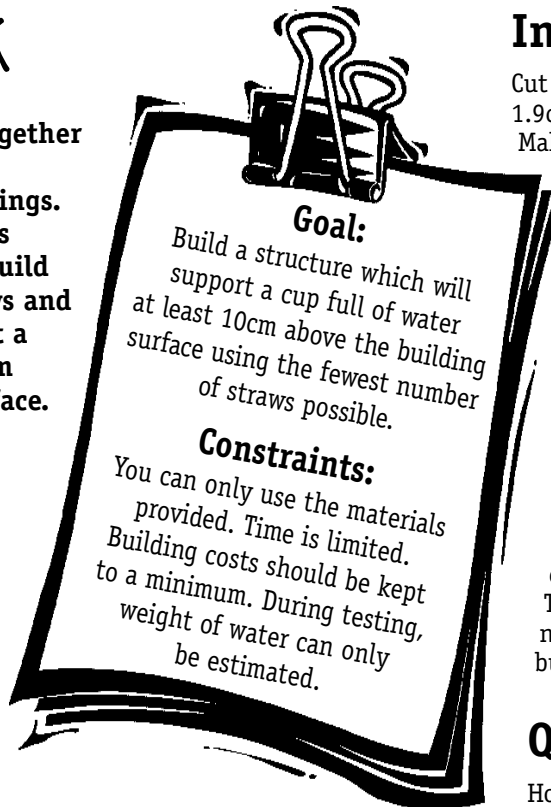 gether
ings.
s
uild
s and
t a
m
face.
Goal:
Build a structure which will
support a cup full of water
at least 10cm above the building
surface using the fewest number
of straws possible.
Constraints:
You can only use the materials
provided. Time is limited.
Building costs should be kept
to a minimum. During testing,
weight of water can only
be estimated.
In
Cut
1.9c
Mal
T
n
bu
Q
Ho